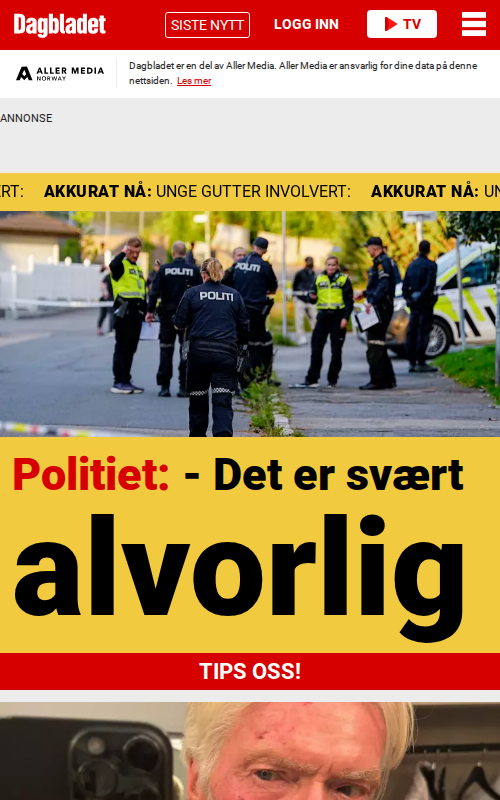 Dagbladet
SISTE NYTT
LOGG INN
TV
ALLER MEDIA
NORWAY
Dagbladet er en del av Aller Media. Aller Media er ansvarlig for dine data på denne
nettsiden. Les mer
ANNONSE
RT: AKKURAT NÅ: UNGE GUTTER INVOLVERT: AKKURAT NÅ: UN
POLITI
POLITI
POLITI
Politiet: - Det er svært
alvorlig
TIPS OSS!